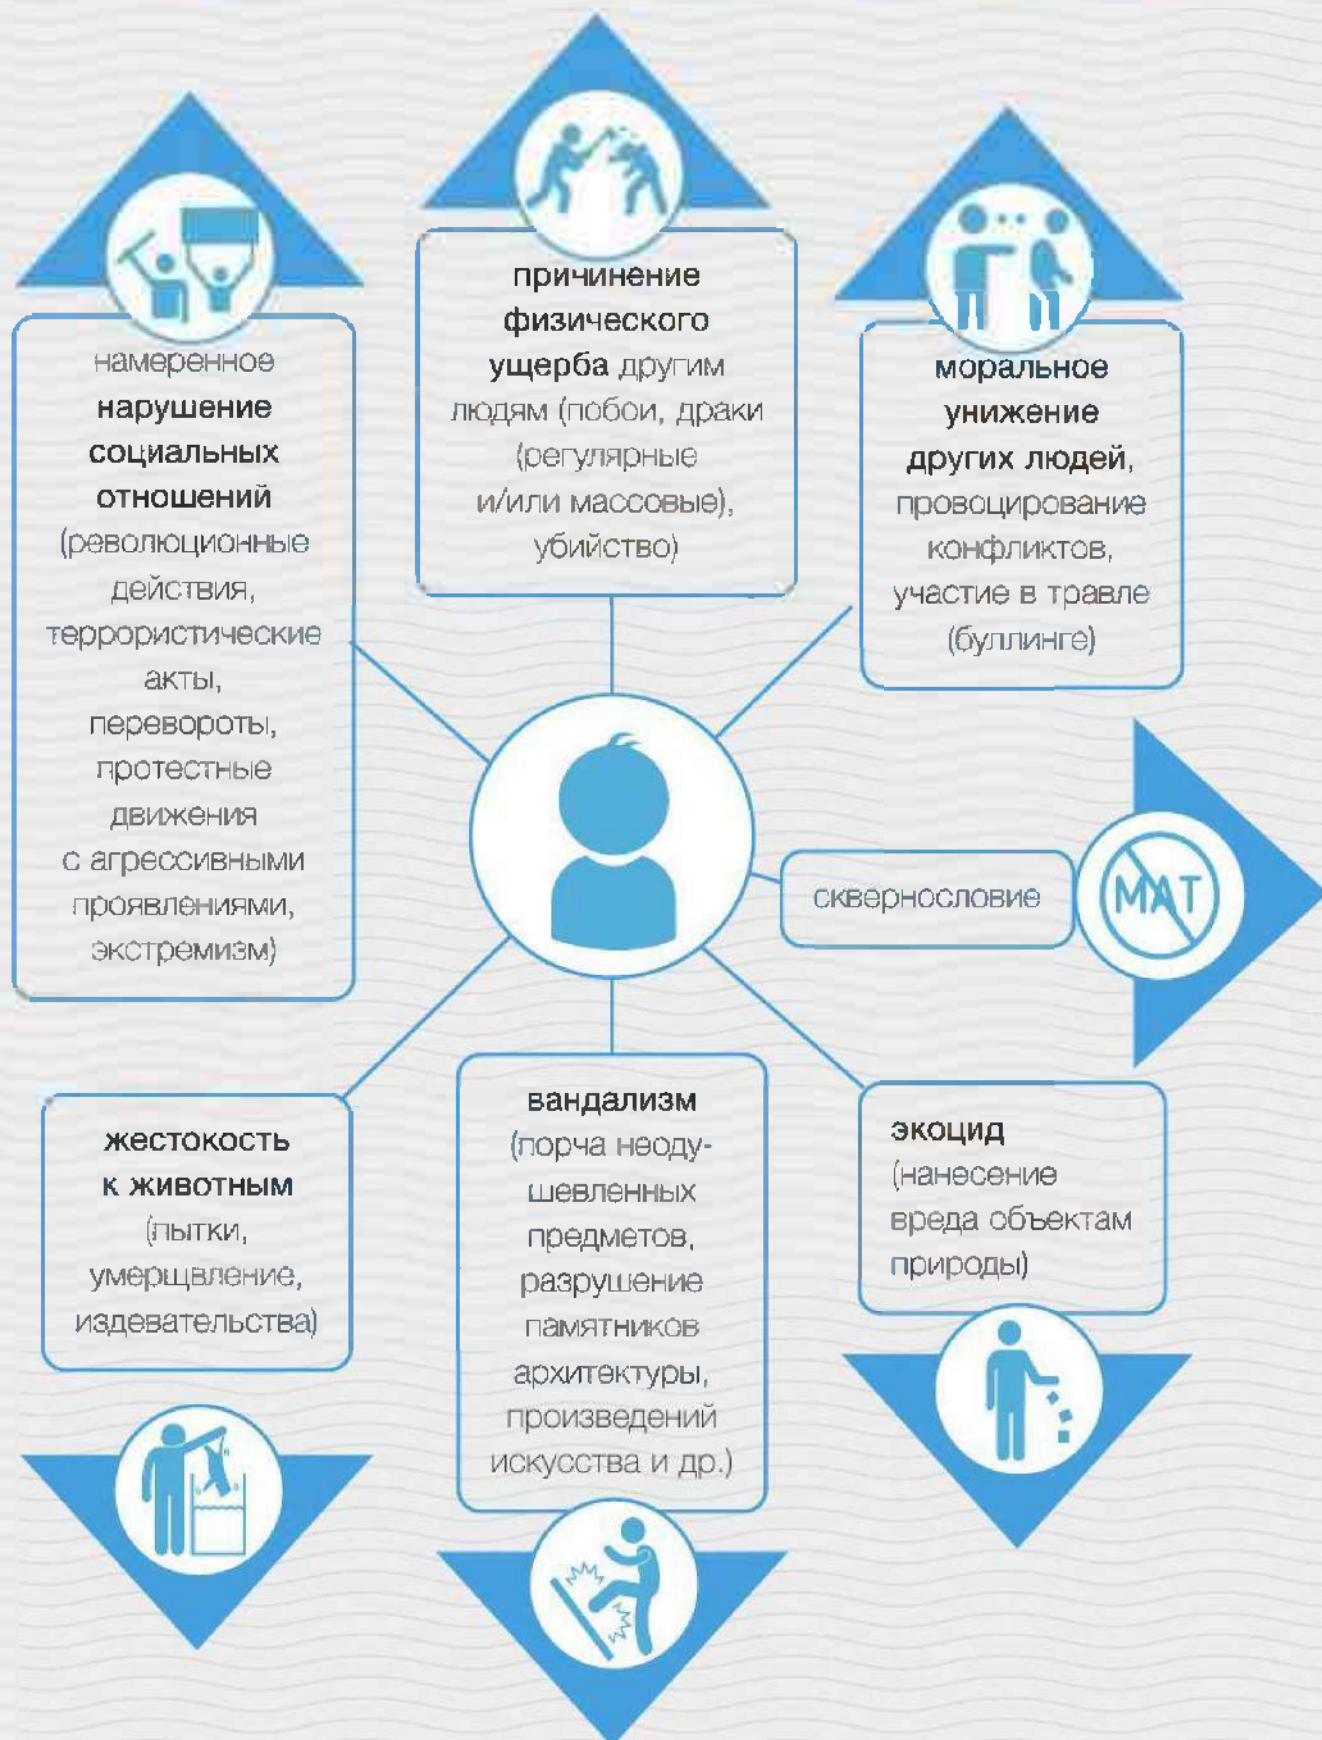 намеренное
нарушение
социальных
отношений
(революционные
действия,
террористические
акты,
перевороты,
протестные
движения
с агрессивными
проявлениями,
экстремизм)
причинение
физического
ущерба другим
людям (побои, драки
(регулярные
и/или массовые),
убийство)
моральное
унижение
других людей,
провоцирование
конфликтов,
участие в травле
(буллинге)
сквернословие
МАТ
жестокость
к животным
(пытки,
умерщвление,
издевательства)
вандализм
(порча неоду-
шевленных
предметов,
разрушение
памятников
архитектуры,
произведений
искусства и др.)
экоцид
(нанесение
вреда объектам
природы)